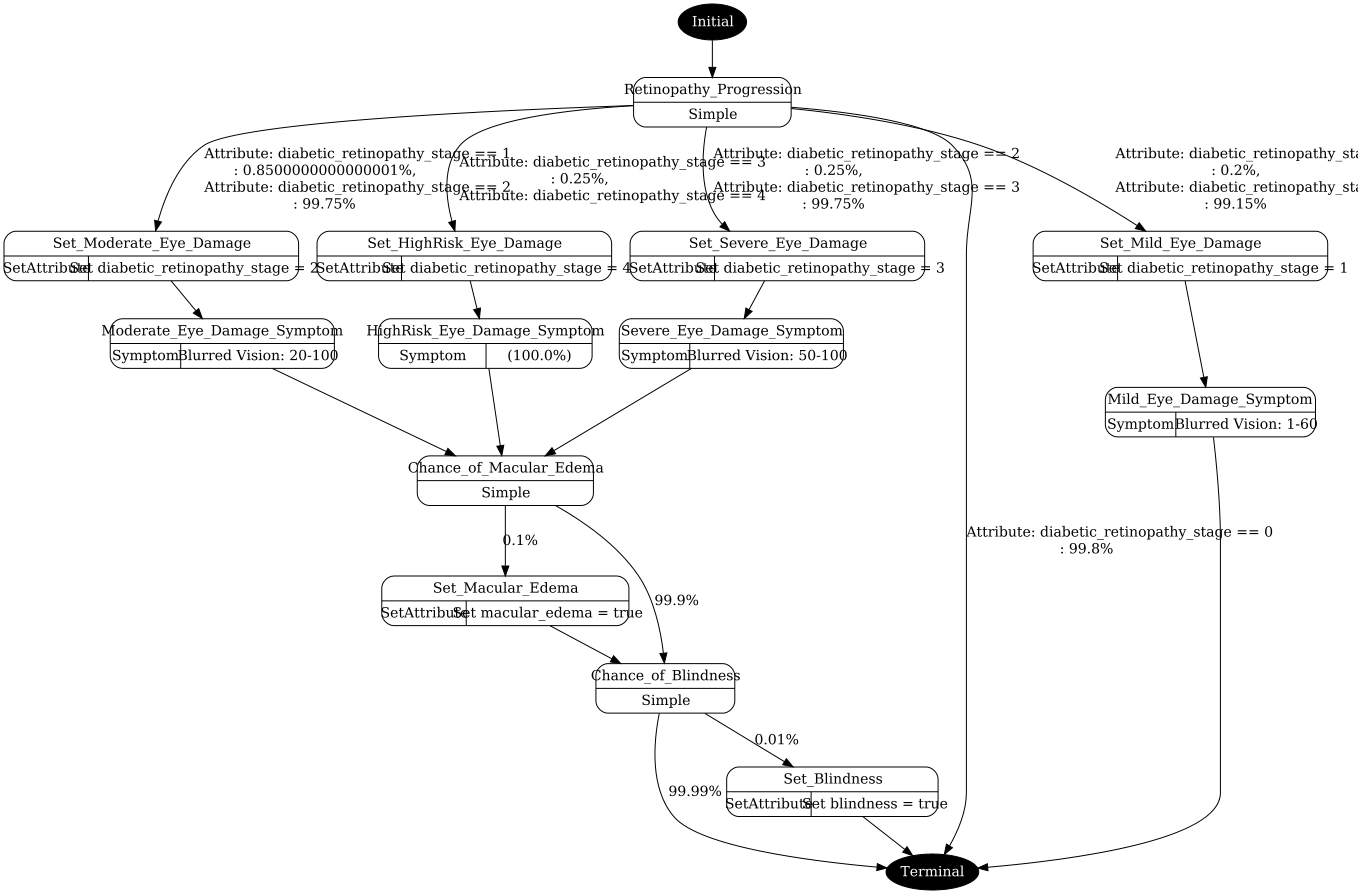 Initial
Retinopathy_Progression
Simple
Attribute: diabetic_retinopathy_stage == 1
: 0.8500000000000001%,
Attribute: diabetic_retinopathy_stage == 2
: 99.75%
Attribute: diabetic_retinopathy_stage == 3
: 0.25%,
Attribute: diabetic_retinopathy_stage == 4
Attribute: diabetic_retinopathy_stage == 2
: 0.25%,
Attribute: diabetic_retinopathy_stage == 3
: 99.75%
Attribute: diabetic_retinopathy_sta
: 0.2%,
Attribute: diabetic_retinopathy_sta
: 99.15%
Set_Moderate_Eye_Damage
SetAttribute Set diabetic_retinopathy_stage = 2
Set_HighRisk_Eye_Damage
SetAttribute Set diabetic_retinopathy_stage = 4
Set_Severe_Eye_Damage
SetAttribute Set diabetic_retinopathy_stage = 3
Set_Mild_Eye_Damage
SetAttribute Set diabetic_retinopathy_stage = 1
Moderate_Eye_Damage_Symptom
Symptom Blurred Vision: 20-100
HighRisk_Eye_Damage_Symptom
Symptom (100.0%)
Severe_Eye_Damage_Symptom
Symptom Blurred Vision: 50-100
Mild_Eye_Damage_Symptom
Symptom Blurred Vision: 1-60
Chance_of_Macular_Edema
Simple
Attribute: diabetic_retinopathy_stage == 0
: 99.8%
0.1%
Set_Macular_Edema
SetAttribute Set macular_edema = true
99.9%
Chance_of_Blindness
Simple
0.01%
Set_Blindness
SetAttribute Set blindness = true
99.99%
Terminal